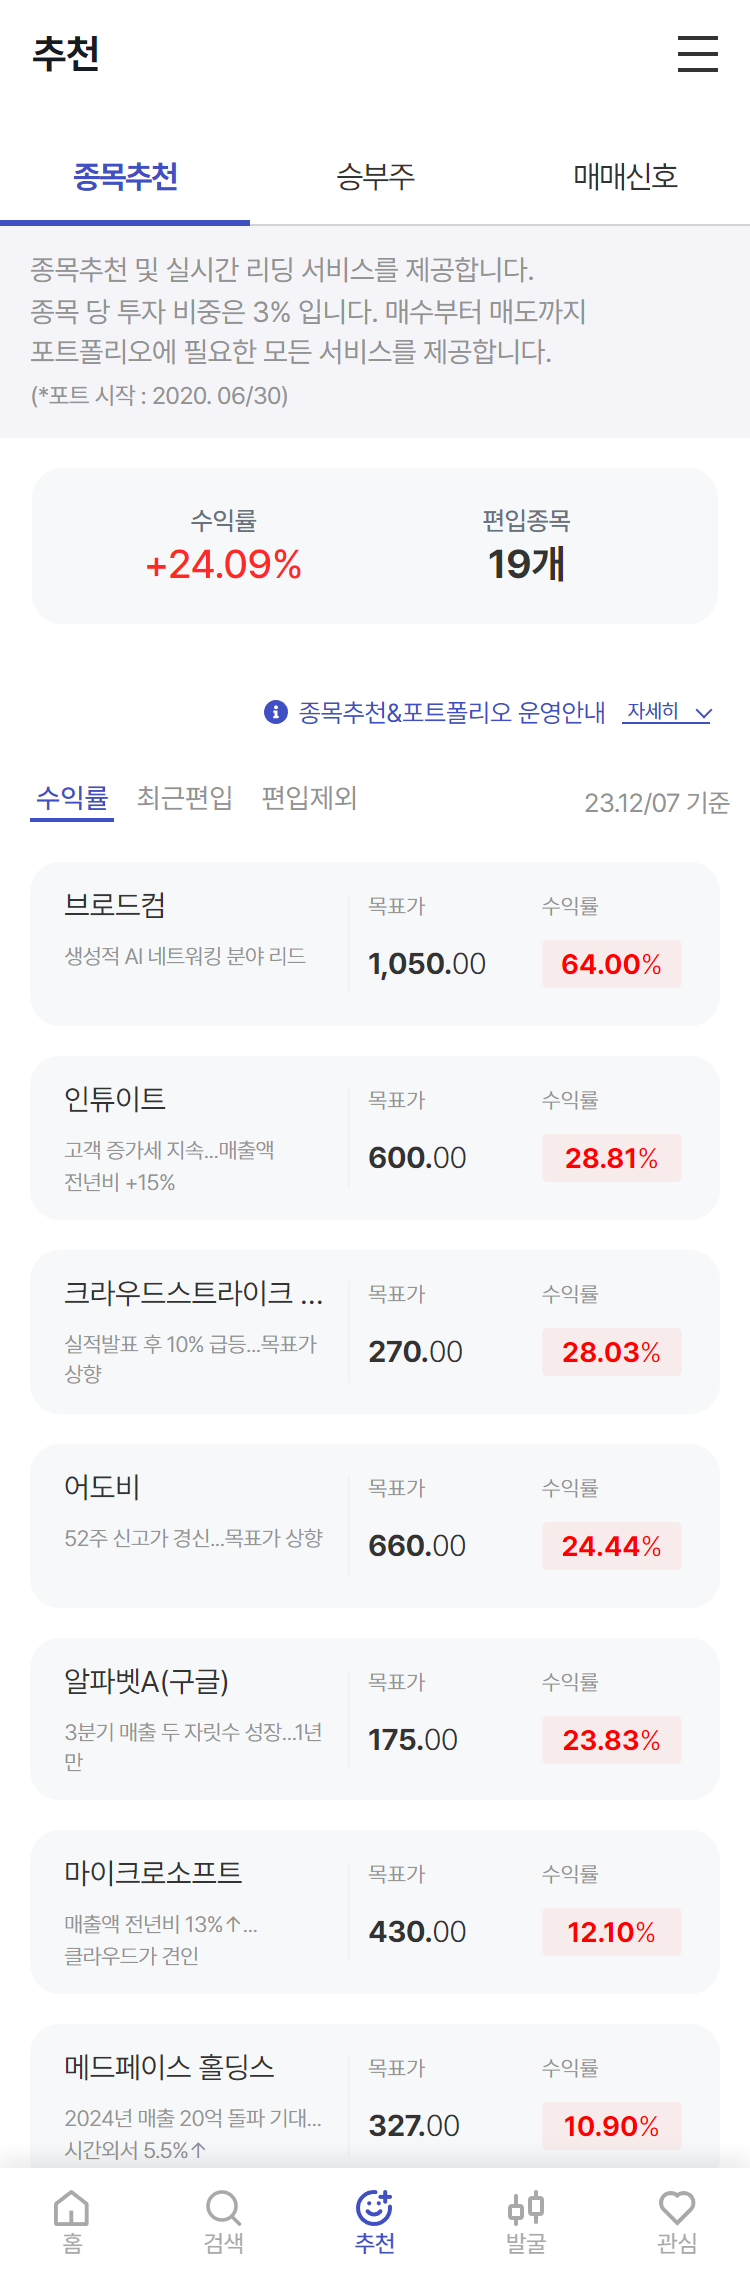 추천
종목추천 승부주 매매신호
종목추천 및 실시간 리딩 서비스를 제공합니다.
종목 당 투자 비중은 3% 입니다. 매수부터 매도까지
포트폴리오에 필요한 모든 서비스를 제공합니다.
(*포트 시작 : 2020. 06/30)
수익률 편입종목
+24.09% 19개
종목추천&포트폴리오 운영안내 자세히
수익률 최근편입 편입제외 23.12/07 기준
브로드컴 목표가 수익률
생성적 AI 네트워킹 분야 리드 1,050.00 64.00%
인튜이트 목표가 수익률
고객 증가세 지속...매출액 600.00 28.81%
전년비 +15%
크라우드스트라이크 ... 목표가 수익률
실적발표 후 10% 급등...목표가 270.00 28.03%
상향
어도비 목표가 수익률
52주 신고가 경신...목표가 상향 660.00 24.44%
알파벳A(구글) 목표가 수익률
3분기 매출 두 자릿수 성장...1년 175.00 23.83%
만
마이크로소프트 목표가 수익률
매출액 전년비 13%↑... 430.00 12.10%
클라우드가 견인
메드페이스 홀딩스 목표가 수익률
2024년 매출 20억 돌파 기대... 327.00 10.90%
시간외서 5.5%↑
홈 검색 추천 발굴 관심